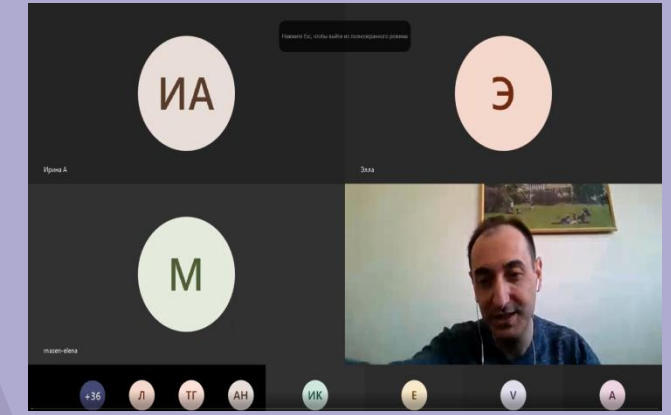 Нажмите Esc, чтобы выйти из полноэкранного режима
ИА
Э
Ирина А
Элла
М
masen-elena
+36
Л
ТГ
АН
ИК
Е
V
А